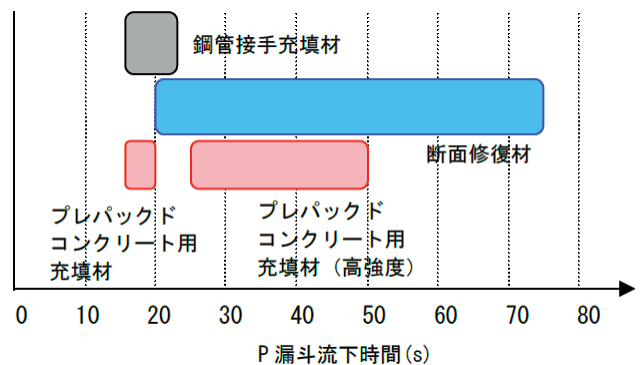 鋼管接手充填材
断面修復材
プレパックド
コンクリート用
充填材
プレパックド
コンクリート用
充填材（高強度）
0 10 20 30 40 50 60 70 80
P 漏斗流下時間(s)